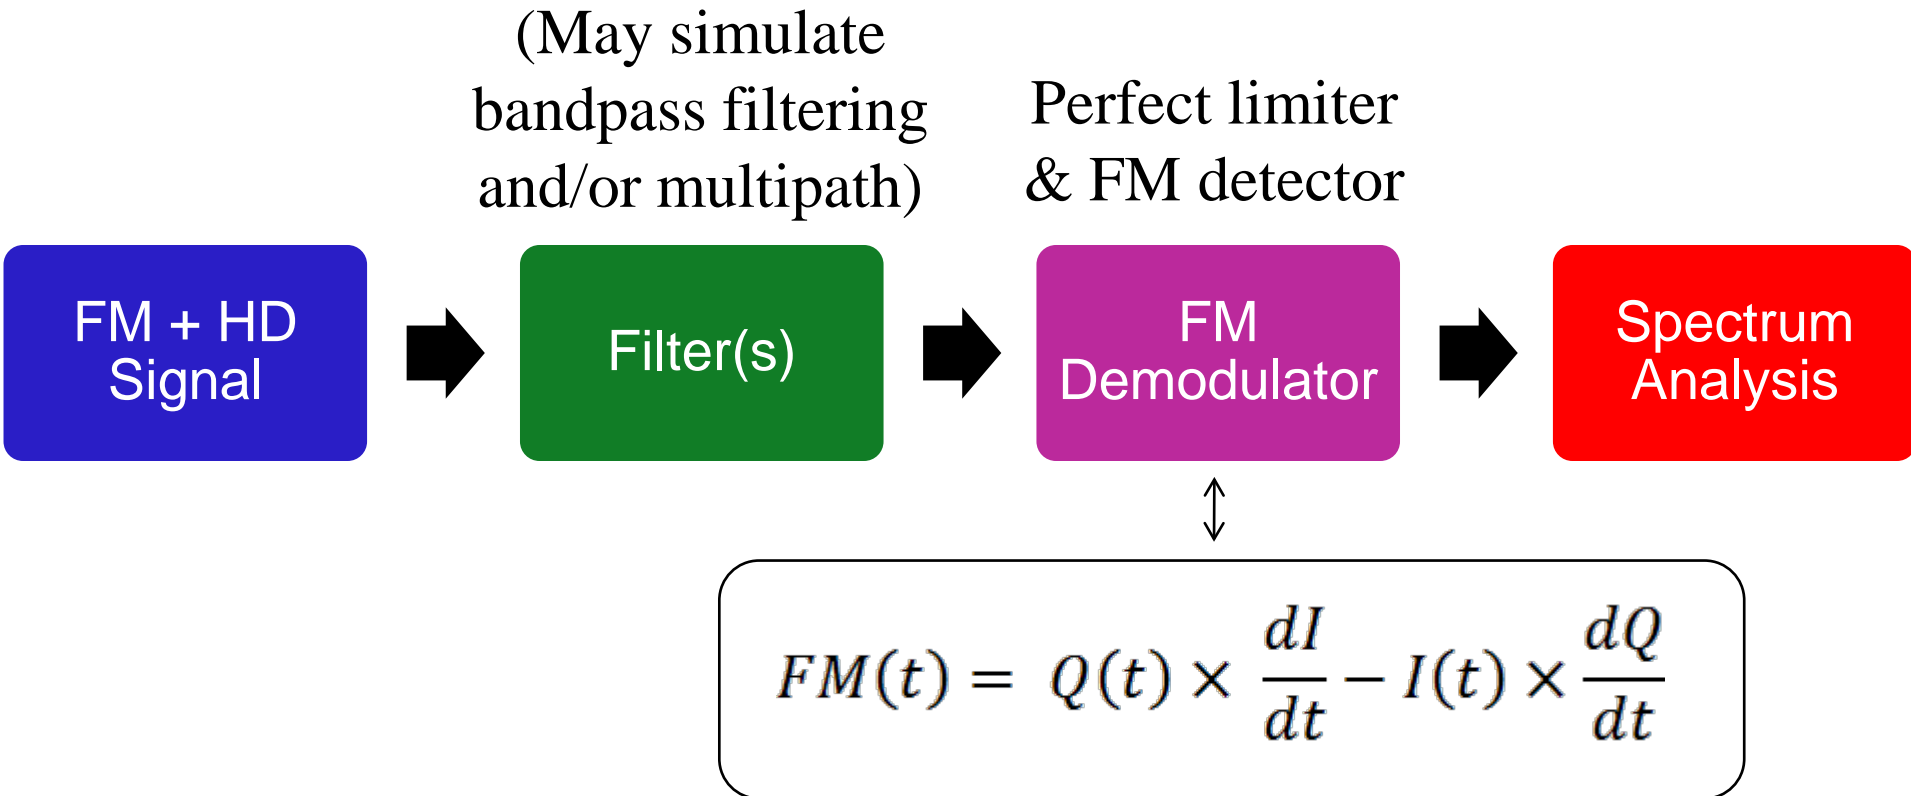 (May simulate
bandpass filtering
and/or multipath)
Perfect limiter
& FM detector
FM + HD
Signal
Filter(s)
FM
Demodulator
Spectrum
Analysis
FM(t) = Q(t) × dI/dt − I(t) × dQ/dt